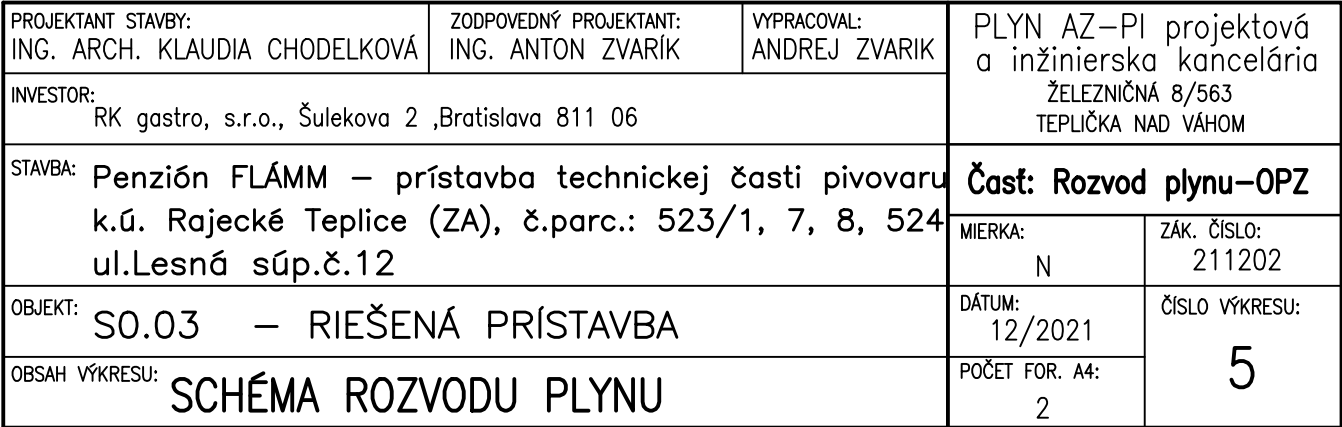 PROJEKTANT STAVBY:
ING. ARCH. KLAUDIA CHODELKOVÁ
ZODPOVEDNÝ PROJEKTANT:
ING. ANTON ZVARÍK
VYPRACOVAL:
ANDREJ ZVARIK
PLYN AZ-PI projektová
a inžinierska kancelária
ŽELEZNIČNÁ 8/563
TEPLIČKA NAD VÁHOM
INVESTOR:
RK gastro, s.r.o., Šulekova 2 ,Bratislava 811 06
STAVBA:
Penzión FLÁMM – prístavba technickej časti pivovaru
k.ú. Rajecké Teplice (ZA), č.parc.: 523/1, 7, 8, 524
ul.Lesná súp.č.12
Časť: Rozvod plynu-OPZ
MIERKA:
N
ZÁK. ČÍSLO:
211202
OBJEKT:
SO.03 – RIEŠENÁ PRÍSTAVBA
DÁTUM:
12/2021
ČÍSLO VÝKRESU:
5
OBSAH VÝKRESU:
SCHÉMA ROZVODU PLYNU
POČET FOR. A4:
2